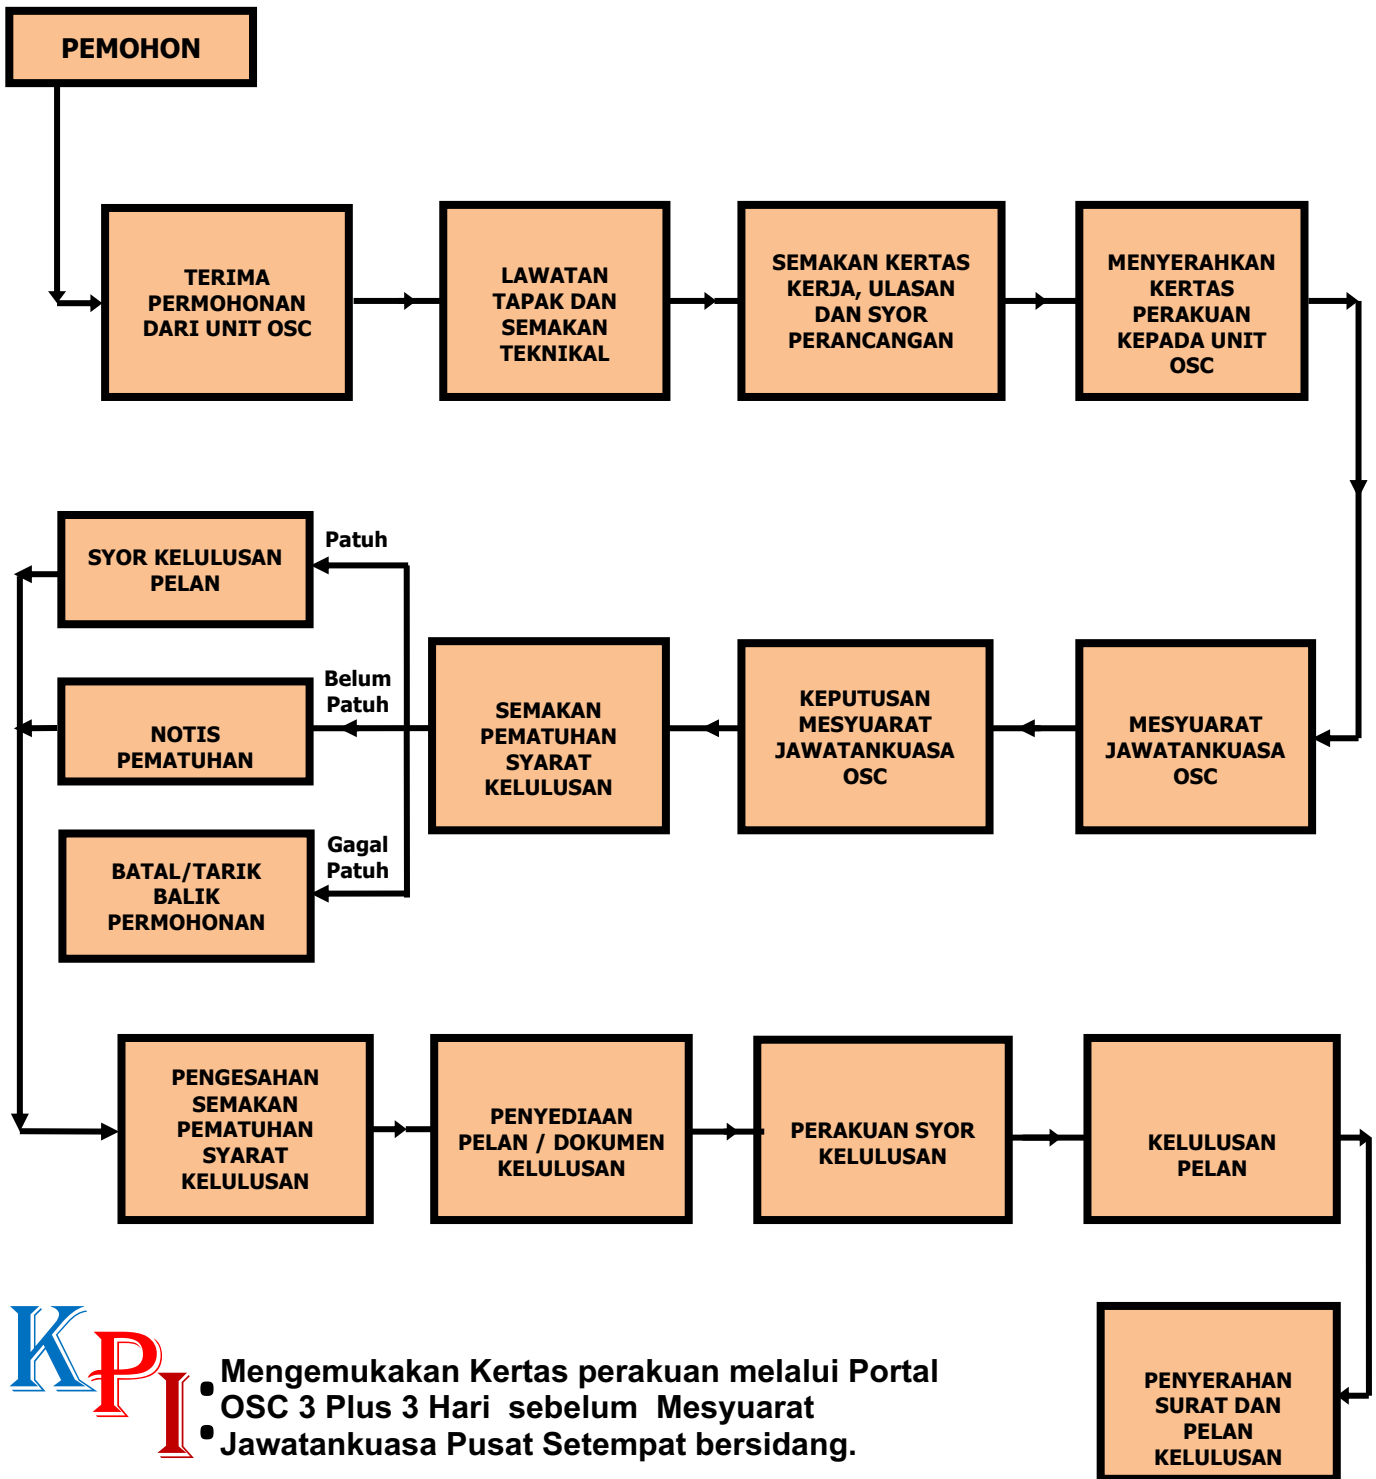 PEMOHON
TERIMA
PERMOHONAN
DARI UNIT OSC
LAWATAN
TAPAK DAN
SEMAKAN
TEKNIKAL
SEMAKAN KERTAS
KERJA, ULASAN
DAN SYOR
PERANCANGAN
MENYERAHKAN
KERTAS
PERAKUAN
KEPADA UNIT
OSC
MESYUARAT
JAWATANKUASA
OSC
KEPUTUSAN
MESYUARAT
JAWATANKUASA
OSC
SEMAKAN
PEMATUHAN
SYARAT
KELULUSAN
Patuh
SYOR KELULUSAN
PELAN
Belum
Patuh
NOTIS
PEMATUHAN
Gagal
Patuh
BATAL/TARIK
BALIK
PERMOHONAN
PENGESAHAN
SEMAKAN
PEMATUHAN
SYARAT
KELULUSAN
PENYEDIAAN
PELAN / DOKUMEN
KELULUSAN
PERAKUAN SYOR
KELULUSAN
KELULUSAN
PELAN
PENYERAHAN
SURAT DAN
PELAN
KELULUSAN
KPI:
Mengemukakan Kertas perakuan melalui Portal
OSC 3 Plus 3 Hari sebelum Mesyuarat
Jawatankuasa Pusat Setempat bersidang.